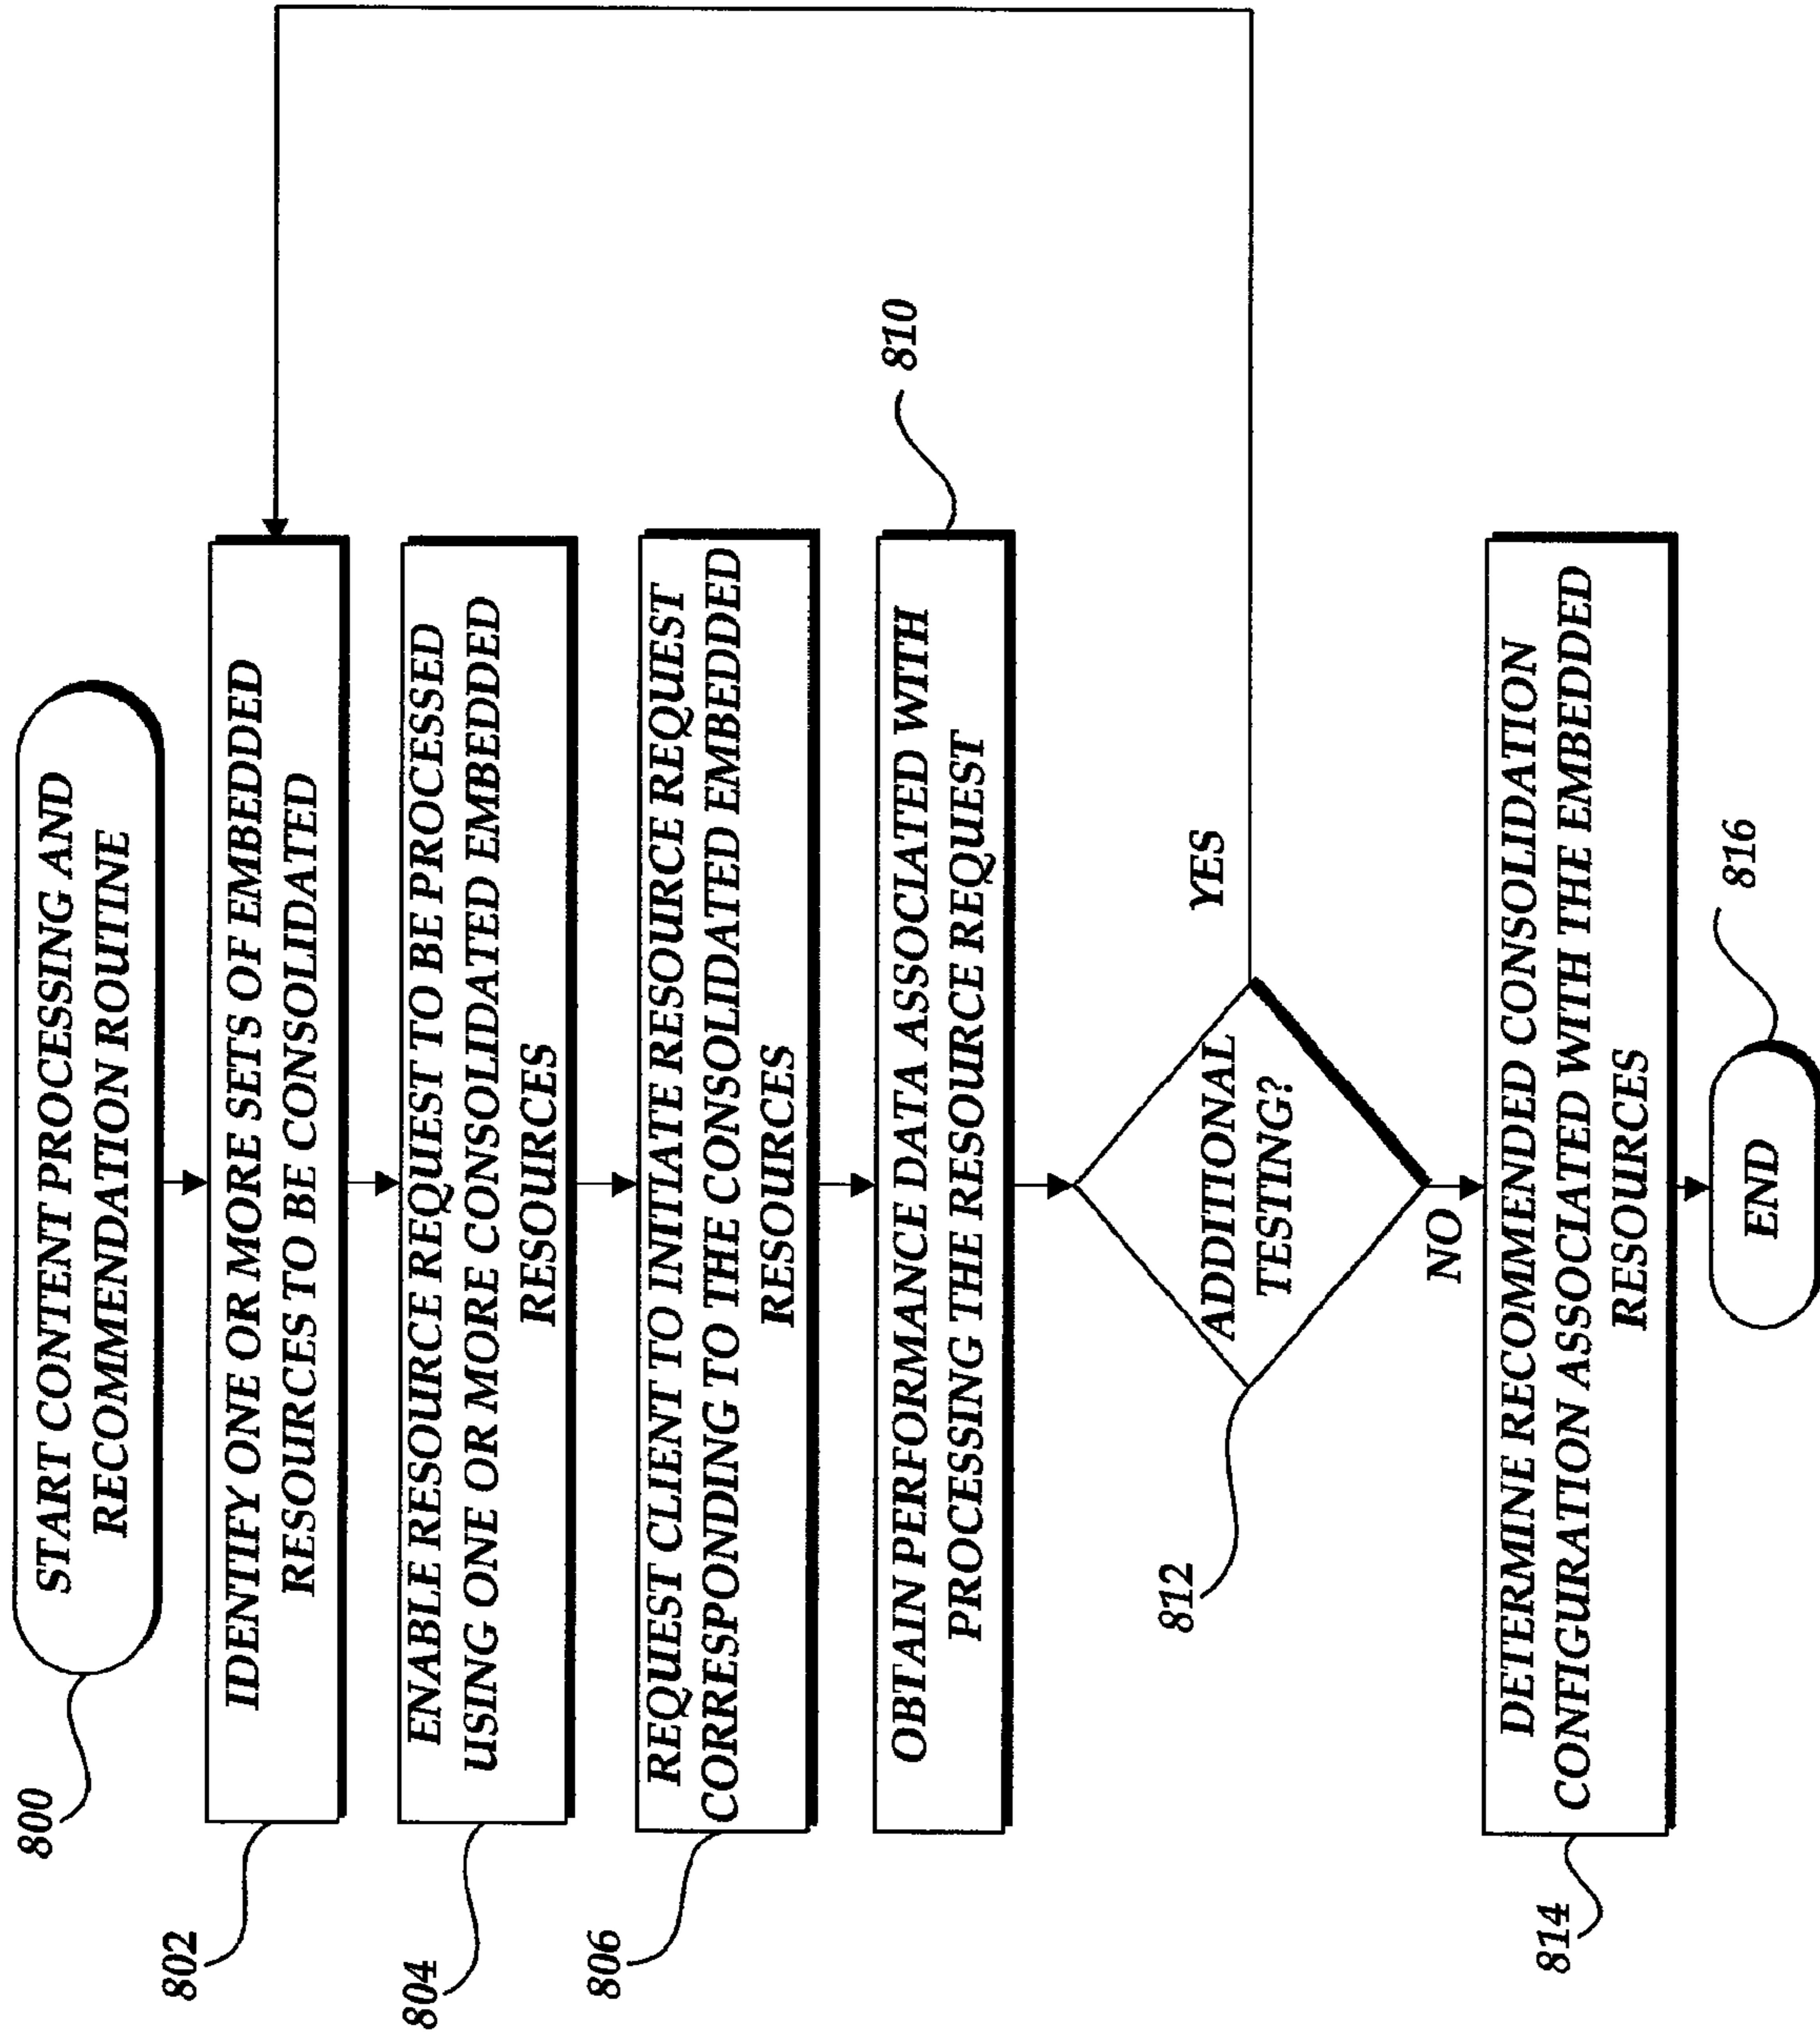 800
START CONTENT PROCESSING AND
RECOMMENDATION ROUTINE
802
IDENTIFY ONE OR MORE SETS OF EMBEDDED
RESOURCES TO BE CONSOLIDATED
804
ENABLE RESOURCE REQUEST TO BE PROCESSED
USING ONE OR MORE CONSOLIDATED EMBEDDED
RESOURCES
806
REQUEST CLIENT TO INITIATE RESOURCE REQUEST
CORRESPONDING TO THE CONSOLIDATED EMBEDDED
RESOURCES
OBTAIN PERFORMANCE DATA ASSOCIATED WITH
PROCESSING THE RESOURCE REQUEST
810
812
ADDITIONAL
TESTING?
YES
NO
814
DETERMINE RECOMMENDED CONSOLIDATION
CONFIGURATION ASSOCIATED WITH THE EMBEDDED
RESOURCES
END
816